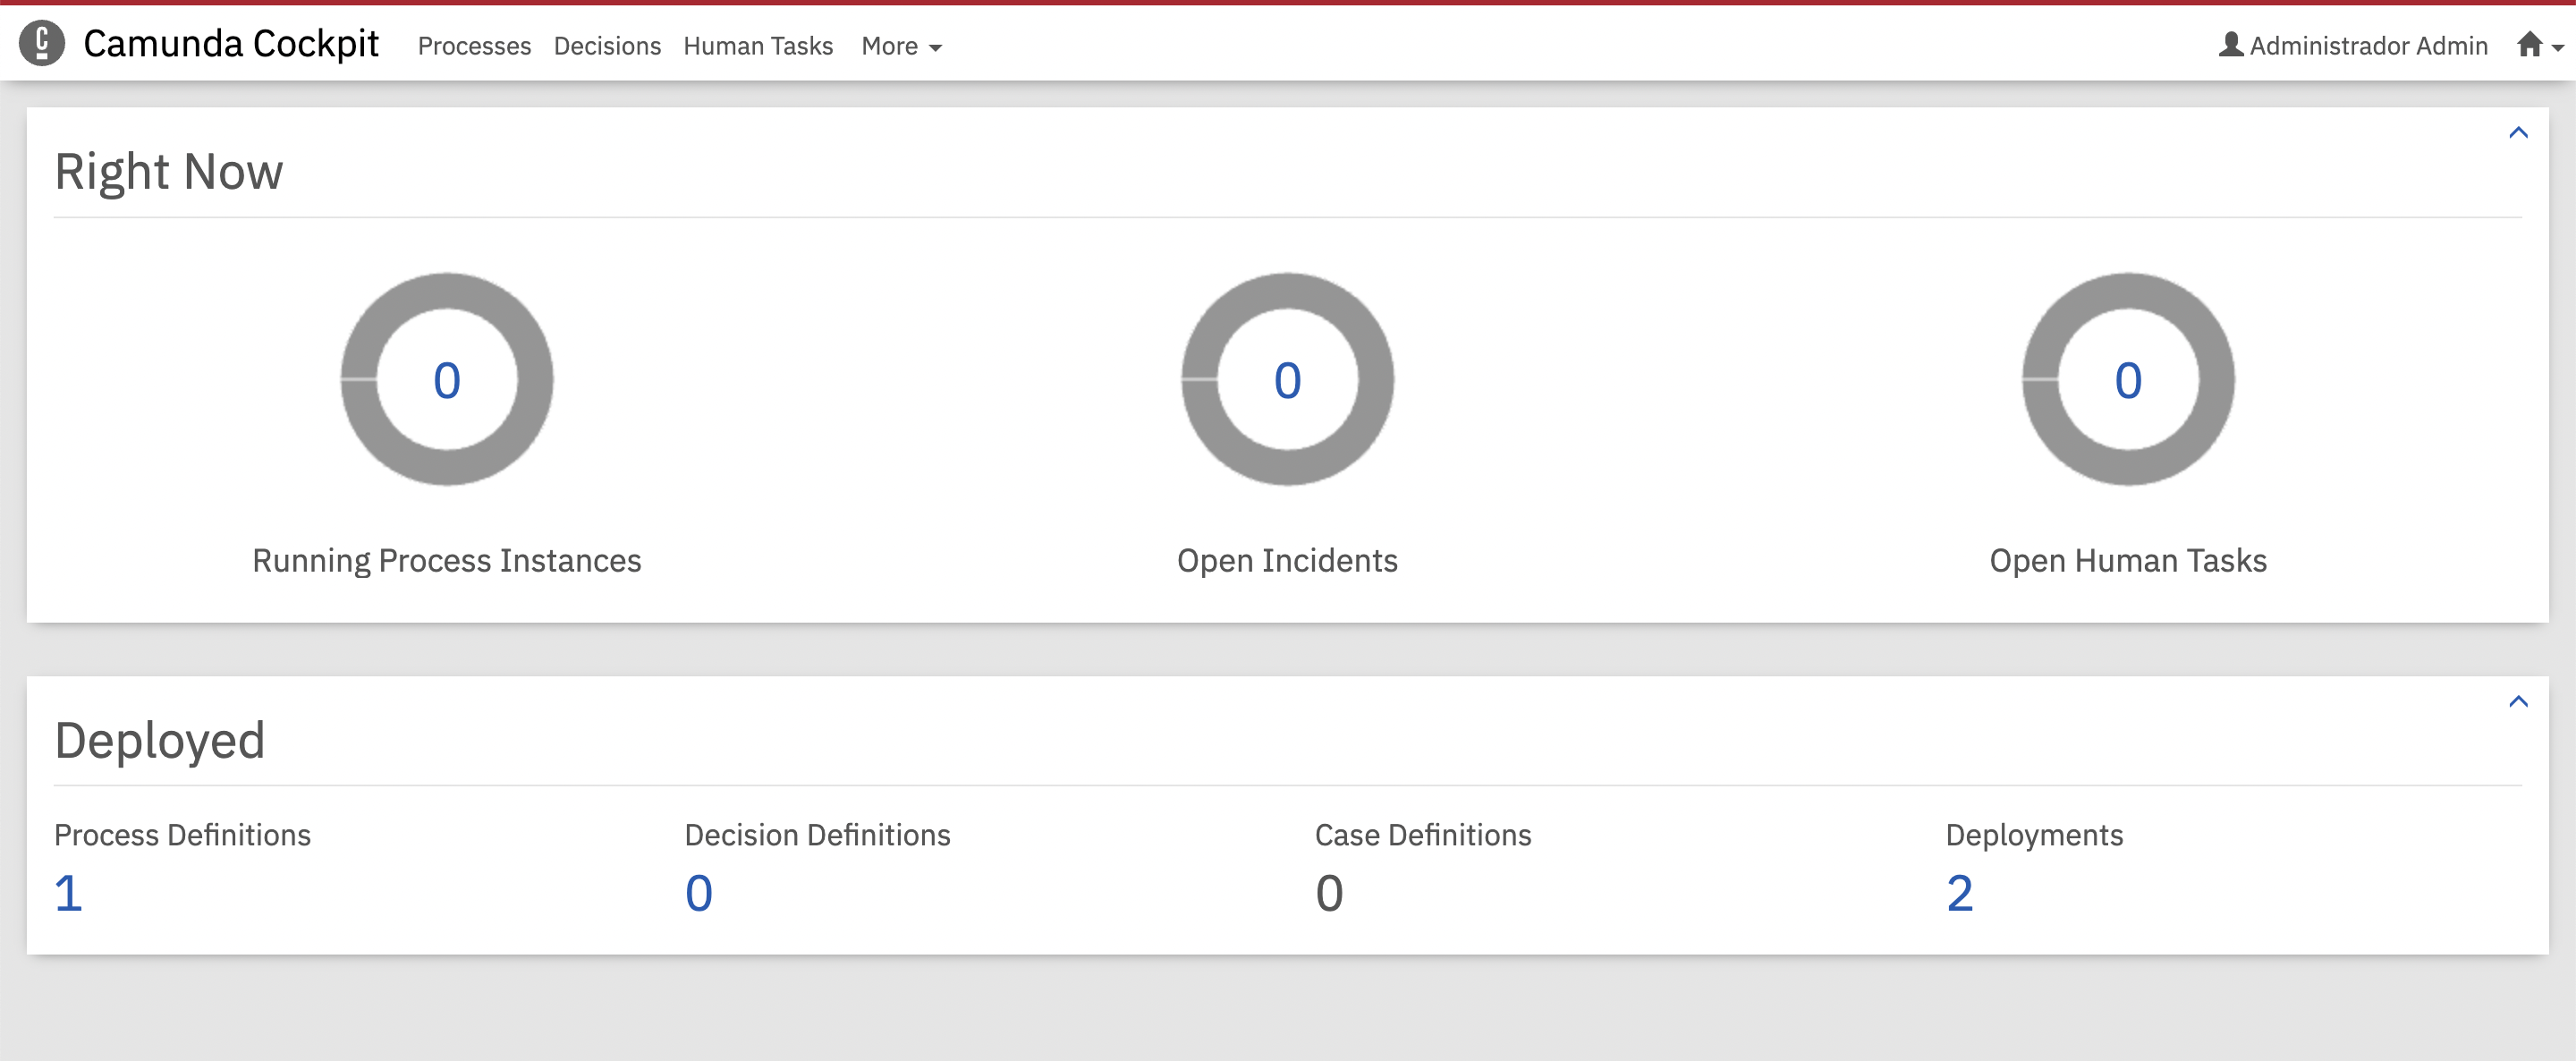 Camunda Cockpit Processes Decisions Human Tasks More Administrador Admin
Right Now
0 0 0
Running Process Instances Open Incidents Open Human Tasks
Deployed
Process Definitions Decision Definitions Case Definitions Deployments
1 0 0 2